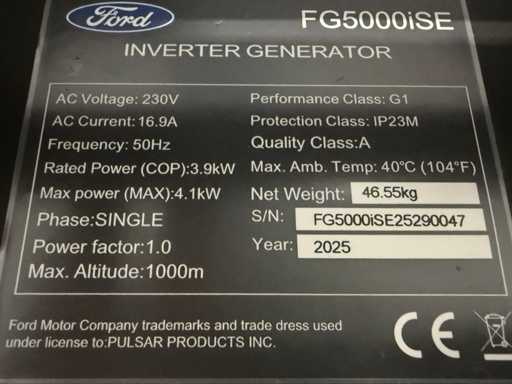 Ford
FG5000iSE
INVERTER GENERATOR
AC Voltage: 230V
AC Current: 16.9A
Frequency: 50Hz
Rated Power (COP):3.9kW
Max power (MAX):4.1kW
Phase:SINGLE
Power factor:1.0
Max. Altitude:1000m
Performance Class: G1
Protection Class: IP23M
Quality Class:A
Max. Amb. Temp: 40℃ (104°F)
Net Weight: 46.55kg
S/N: FG5000iSE25290047
Year: 2025
Ford Motor Company trademarks and trade dress used
under license to:PULSAR PRODUCTS INC.
CE